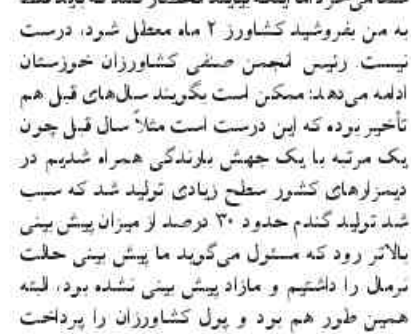 به من بفروشید کشاورز ۲ ماه معطل شود، درست
نیست. رئیس انجمن صنفی کشاورزان خوزستان
ادامه می‌دهد: ممکن است بگویند سال‌های قبل هم
تأخیر بوده که این درست است مثلاً سال قبل چون
یک مرتبه با یک جهش بارندگی همراه شدیم در
دیمزارهای کشور سطح زیادی تولید شد که سبب
شد تولید گندم حدود ۳۰ درصد از میزان پیش بینی
بالاتر رود که مسئول می‌گوید ما پیش بینی حالت
نرمال را داشتیم و مازاد پیش بینی نشده بود، البته
همین طور هم بود و پول کشاورزان را پرداخت